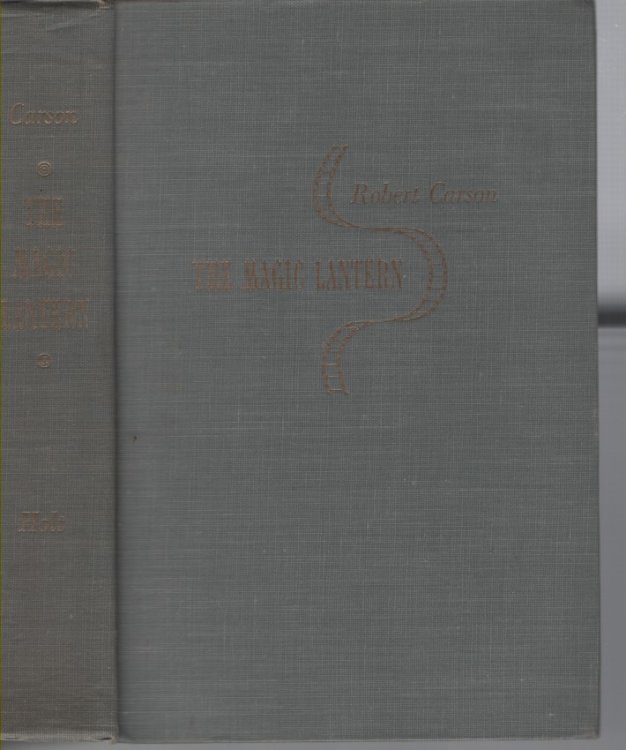 Carson
THE
MAGIC
LANTERN
Holt
Robert Carson
THE MAGIC LANTERN